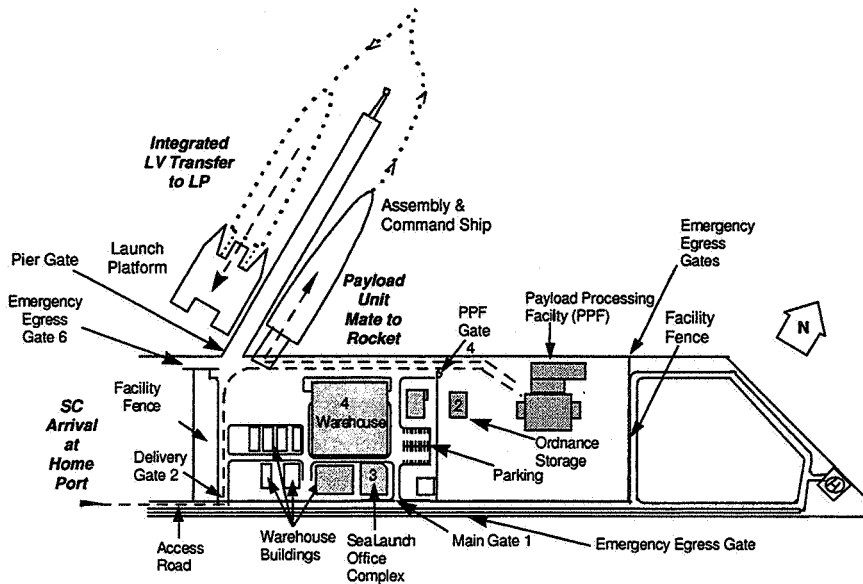 Integrated
LV Transfer
to LP
Assembly &
Command Ship
Launch
Platform
Pier Gate
Emergency
Egress
Gate 6
Payload
Unit
Mate to
Rocket
PPF
Gate
4
Payload Processing
Facilty (PPF)
Emergency
Egress
Gates
Facility
Fence
N
Facility
Fence
SC
Arrival
at
Home
Port
Delivery
Gate 2
4
Warehouse
2
Ordnance
Storage
Parking
3
Access
Road
Warehouse
Buildings
Sea Launch
Office
Complex
Main Gate 1
Emergency Egress Gate